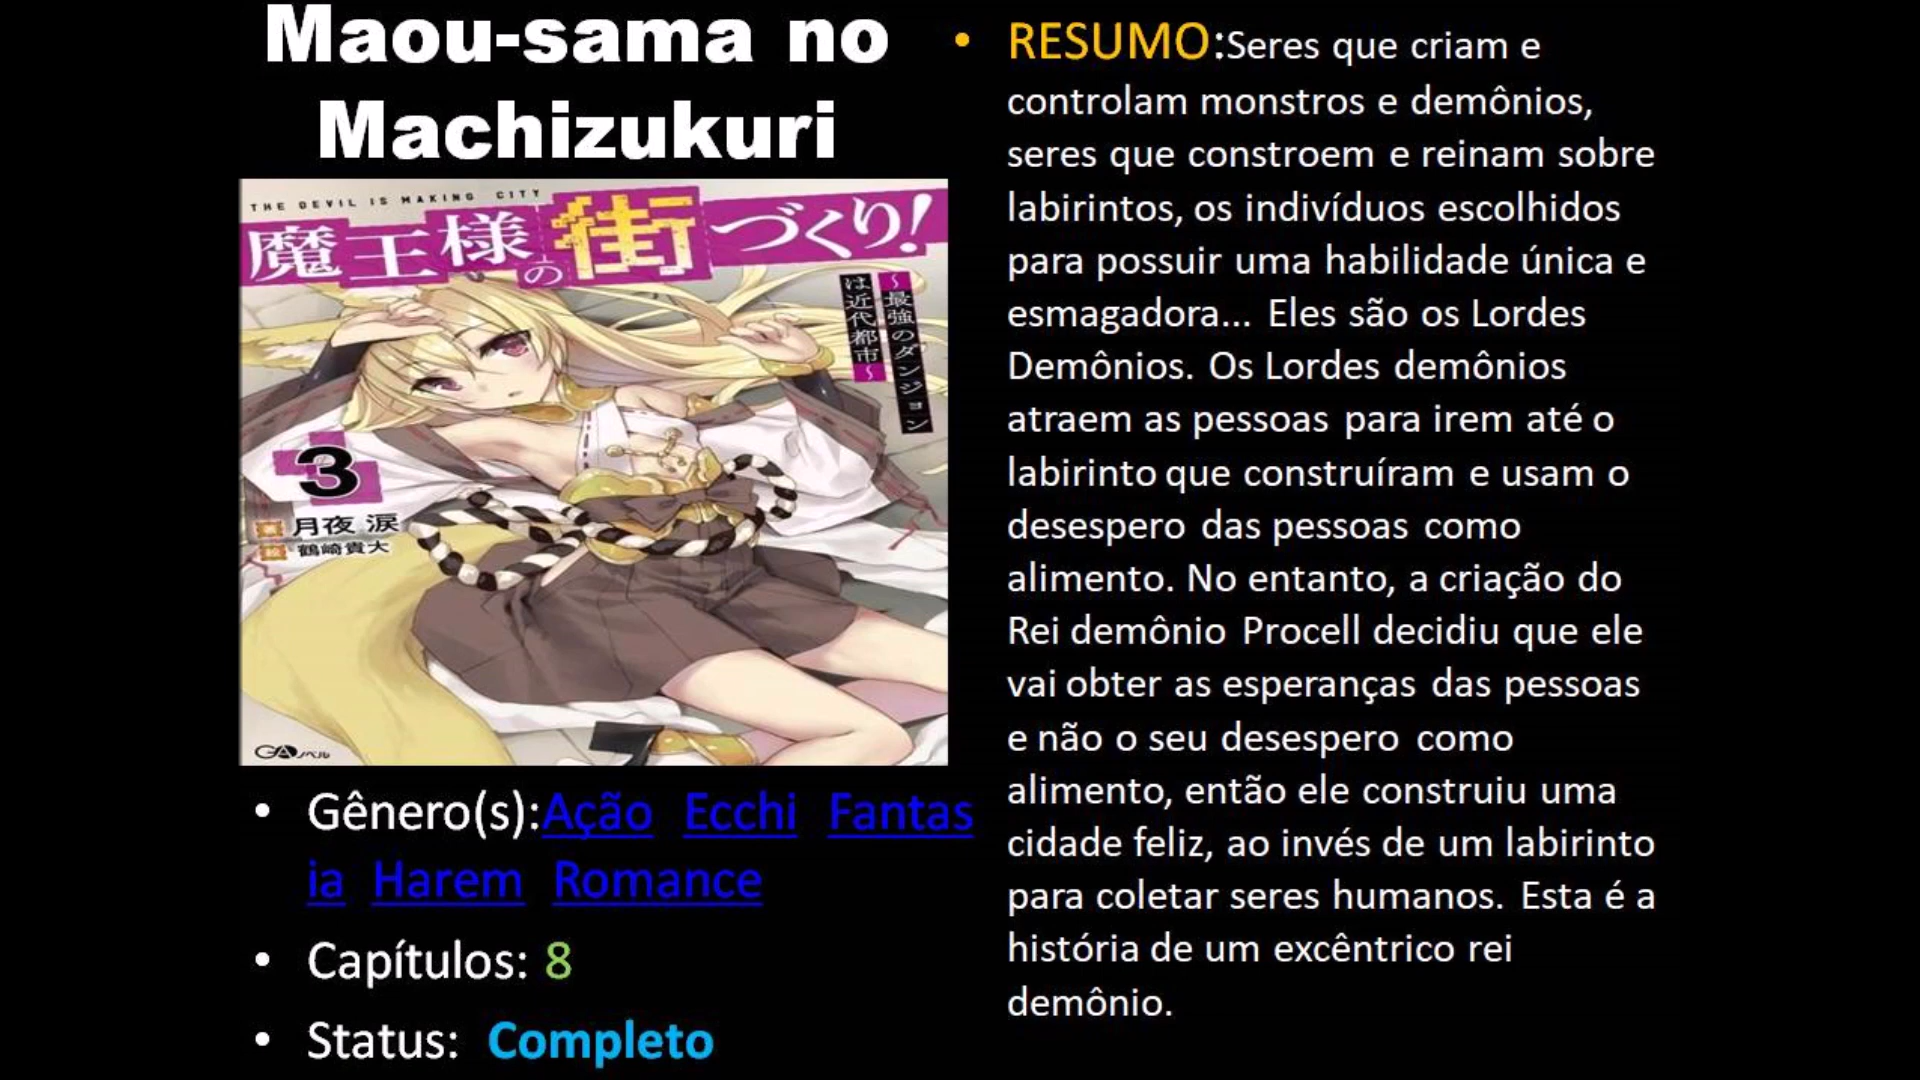 Maou-sama no
Machizukuri
THE DEVIL IS MAKING CITY
魔王様の街づくり!
～最強のダンジョン
は近代都市～
3
著 月夜 涙
絵 鶴崎貴大
GAノベル
• Gênero(s):Ação Ecchi Fantas
ia Harem Romance
• Capítulos: 8
• Status: Completo
• RESUMO:Seres que criam e
controlam monstros e demônios,
seres que constroem e reinam sobre
labirintos, os indivíduos escolhidos
para possuir uma habilidade única e
esmagadora... Eles são os Lordes
Demônios. Os Lordes demônios
atraem as pessoas para irem até o
labirinto que construíram e usam o
desespero das pessoas como
alimento. No entanto, a criação do
Rei demônio Procell decidiu que ele
vai obter as esperanças das pessoas
e não o seu desespero como
alimento, então ele construiu uma
cidade feliz, ao invés de um labirinto
para coletar seres humanos. Esta é a
história de um excêntrico rei
demônio.